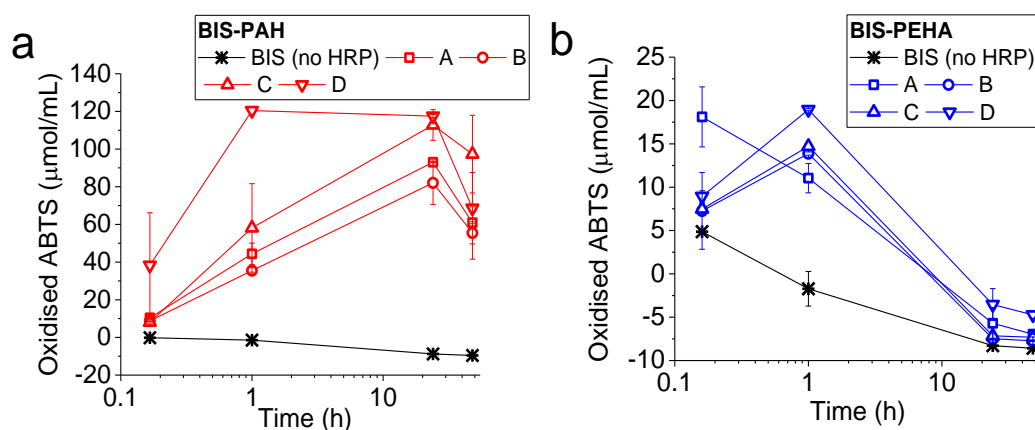 a
BIS-PAH
BIS (no HRP) A B
C D
Oxidised ABTS (µmol/mL)
140
120
100
80
60
40
20
0
-20
0.1 1 10
Time (h)
b
BIS-PEHA
BIS (no HRP)
A B
C D
Oxidised ABTS (µmol/mL)
25
20
15
10
5
0
-5
-10
0.1 1 10
Time (h)